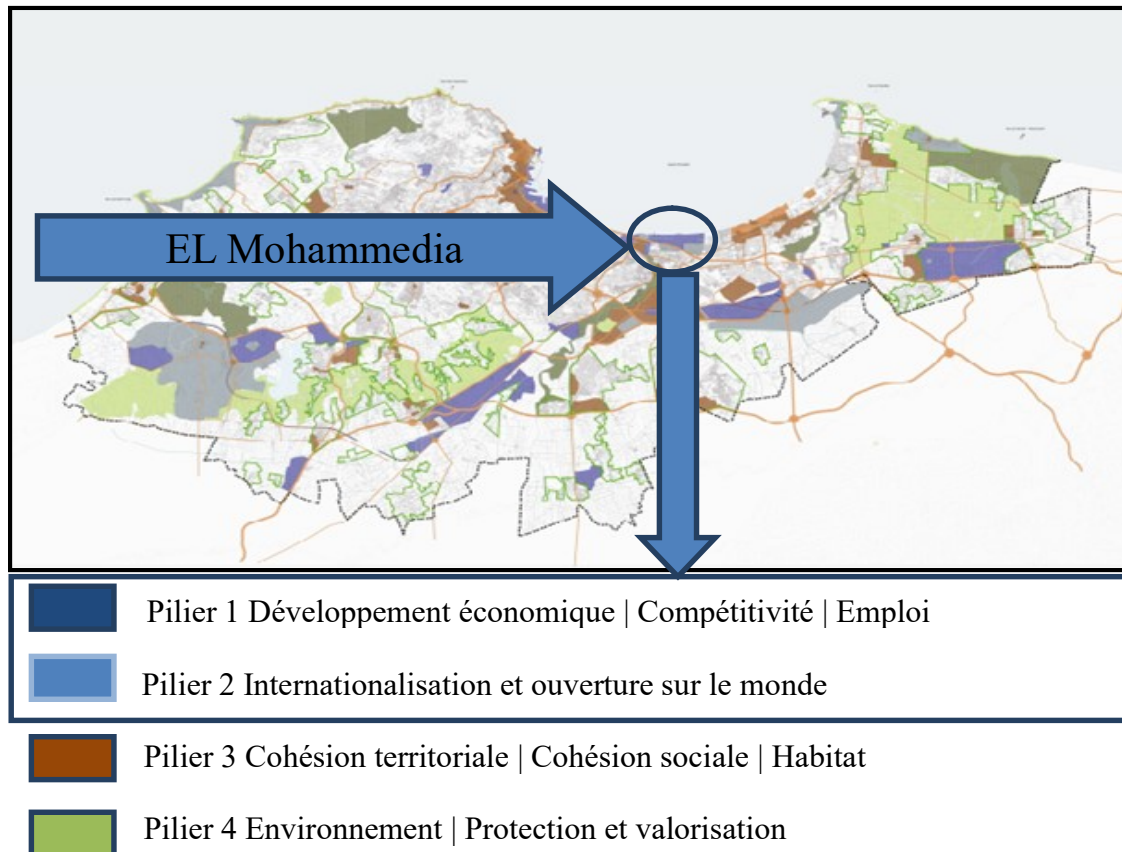 EL Mohammedia
Pilier 1 Développement économique | Compétitivité | Emploi
Pilier 2 Internationalisation et ouverture sur le monde
Pilier 3 Cohésion territoriale | Cohésion sociale | Habitat
Pilier 4 Environnement | Protection et valorisation